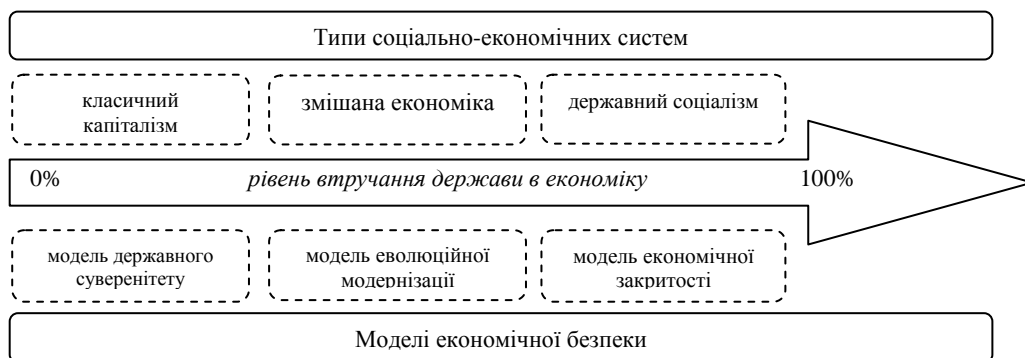 Типи соціально-економічних систем
класичний
капіталізм
змішана економіка
державний соціалізм
0%
рівень втручання держави в економіку
100%
модель державного
суверенітету
модель еволюційної
модернізації
модель економічної
закритості
Моделі економічної безпеки